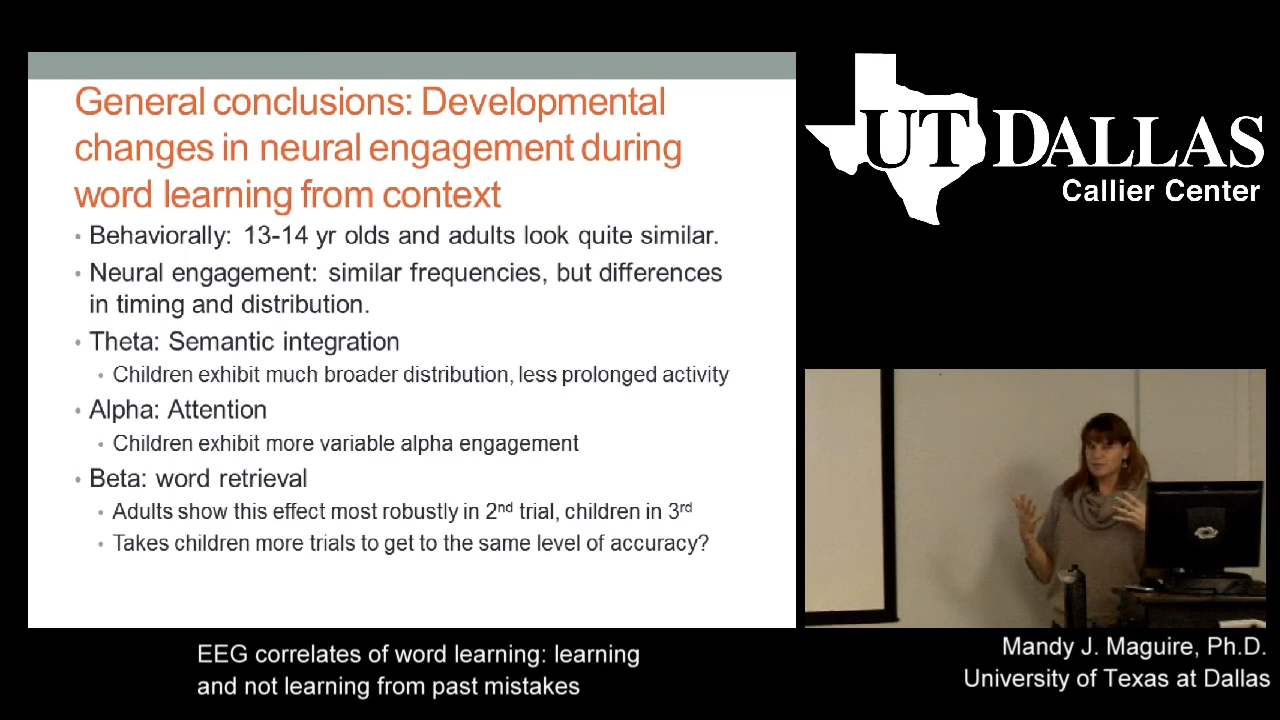 General conclusions: Developmental
changes in neural engagement during
word learning from context
• Behaviorally: 13-14 yr olds and adults look quite similar.
• Neural engagement: similar frequencies, but differences
in timing and distribution.
• Theta: Semantic integration
• Children exhibit much broader distribution, less prolonged activity
• Alpha: Attention
• Children exhibit more variable alpha engagement
• Beta: word retrieval
• Adults show this effect most robustly in 2nd trial, children in 3rd
• Takes children more trials to get to the same level of accuracy?
UT DALLAS
Callier Center
EEG correlates of word learning: learning
and not learning from past mistakes
Mandy J. Maguire, Ph.D.
University of Texas at Dallas